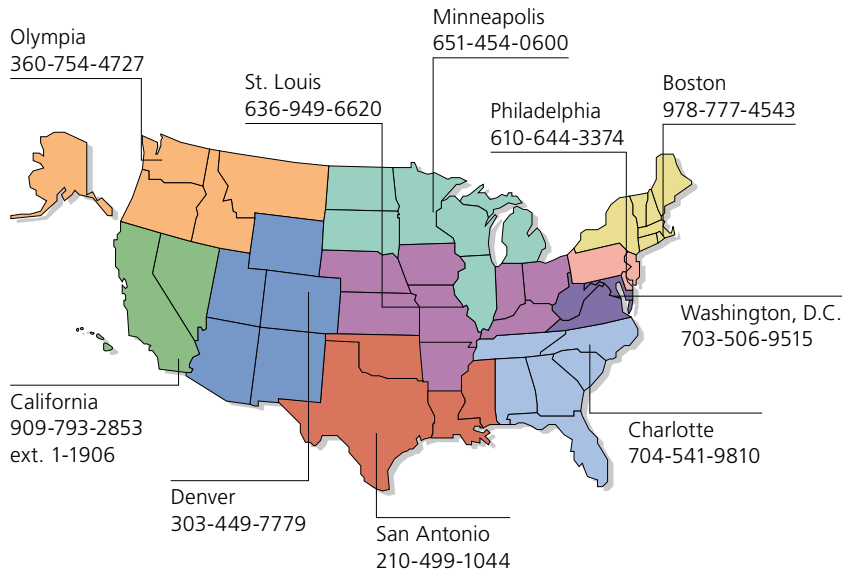 Minneapolis
651-454-0600
Olympia
360-754-4727
St. Louis
636-949-6620
Boston
978-777-4543
Philadelphia
610-644-3374
Washington, D.C.
703-506-9515
California
909-793-2853
ext. 1-1906
Charlotte
704-541-9810
Denver
303-449-7779
San Antonio
210-499-1044